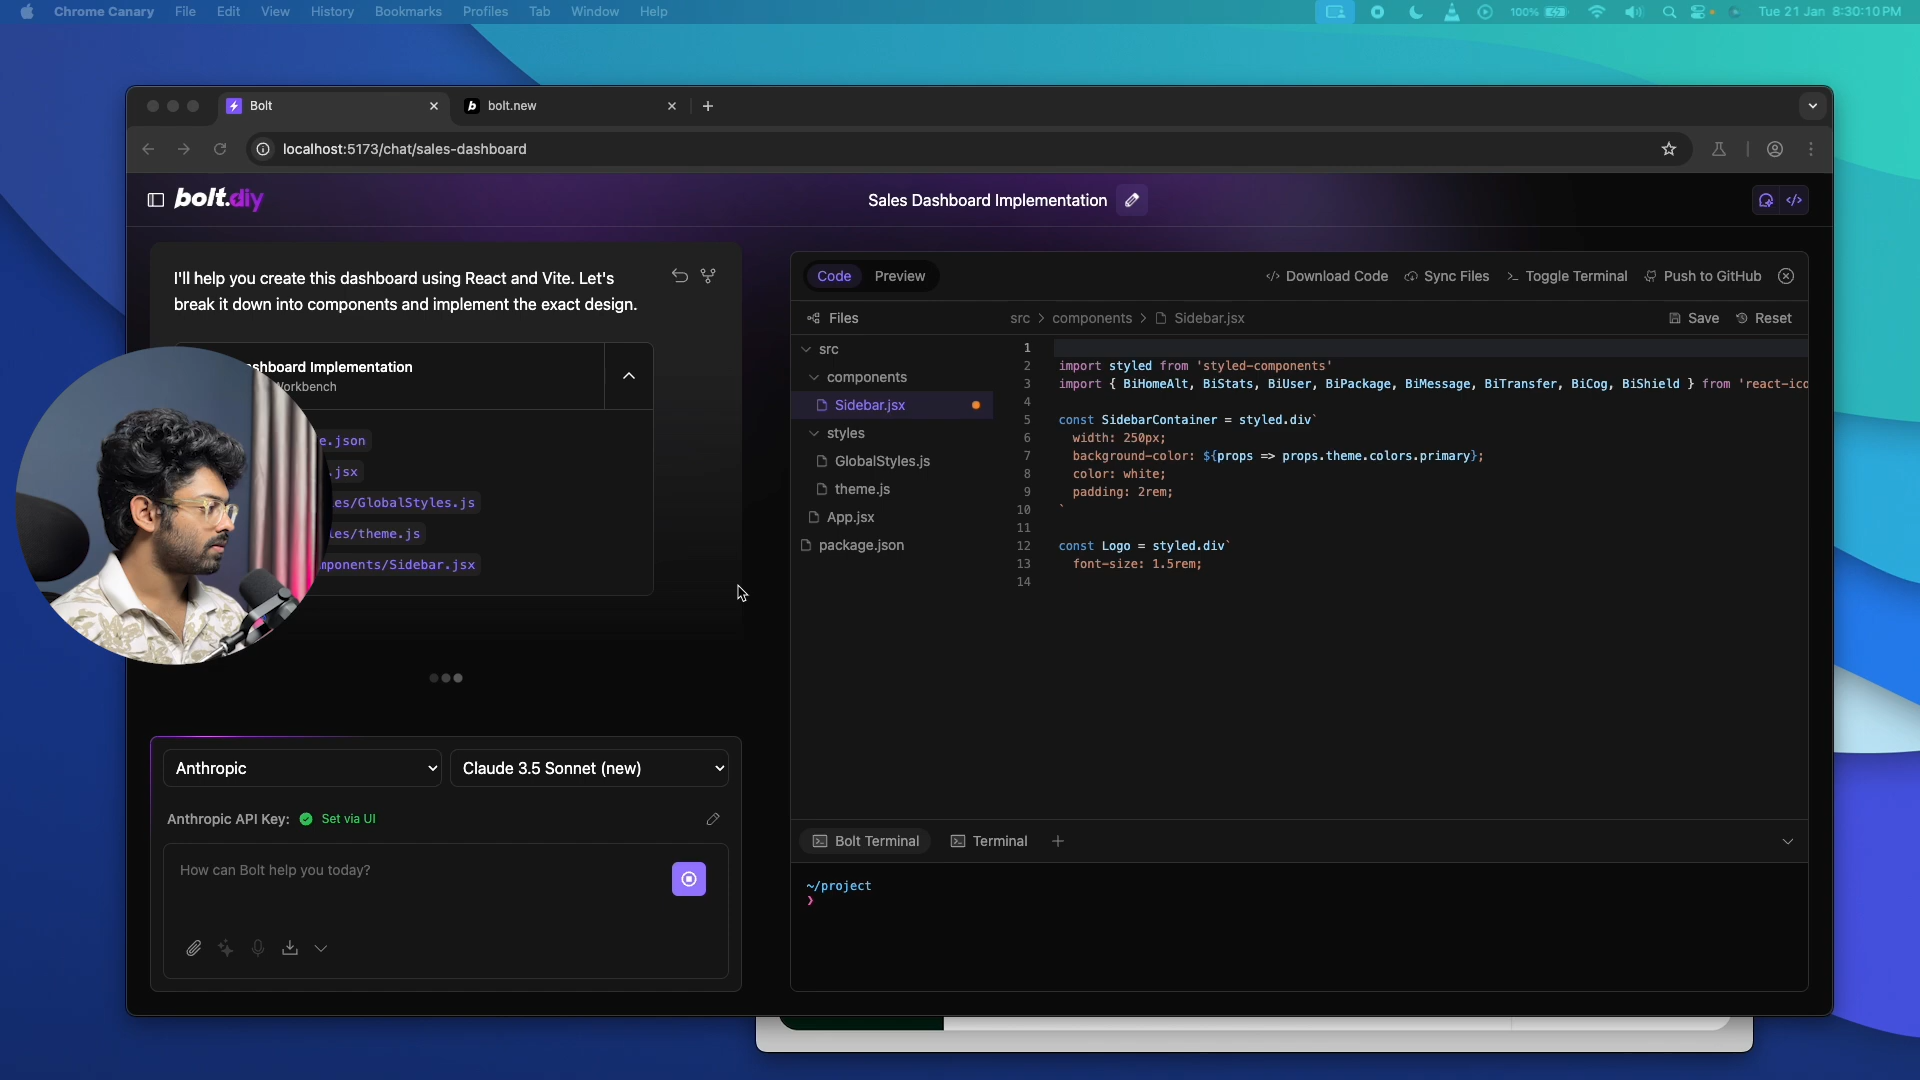 Chrome Canary File Edit View History Bookmarks Profiles Tab Window Help 100% Tue 21 Jan 8:30:10 PM
Bolt
b bolt.new
localhost:5173/chat/sales-dashboard
bolt.diy
Sales Dashboard Implementation
I'll help you create this dashboard using React and Vite. Let's
break it down into components and implement the exact design.
shboard Implementation
Workbench
e.json
.jsx
es/GlobalStyles.js
les/theme.js
mponents/Sidebar.jsx
Anthropic
Claude 3.5 Sonnet (new)
Anthropic API Key: Set via UI
How can Bolt help you today?
Code Preview
Download Code Sync Files Toggle Terminal Push to GitHub
Files
src > components > Sidebar.jsx
Save Reset
src
components
Sidebar.jsx
styles
GlobalStyles.js
theme.js
App.jsx
package.json
1
2 import styled from 'styled-components'
3 import { BiHomeAlt, BiStats, BiUser, BiPackage, BiMessage, BiTransfer, BiCog, BiShield } from 'react-ico
4
5 const SidebarContainer = styled.div`
6 width: 250px;
7 background-color: ${props => props.theme.colors.primary};
8 color: white;
9 padding: 2rem;
10 `
11
12 const Logo = styled.div`
13 font-size: 1.5rem;
14
Bolt Terminal Terminal
~/project
❯